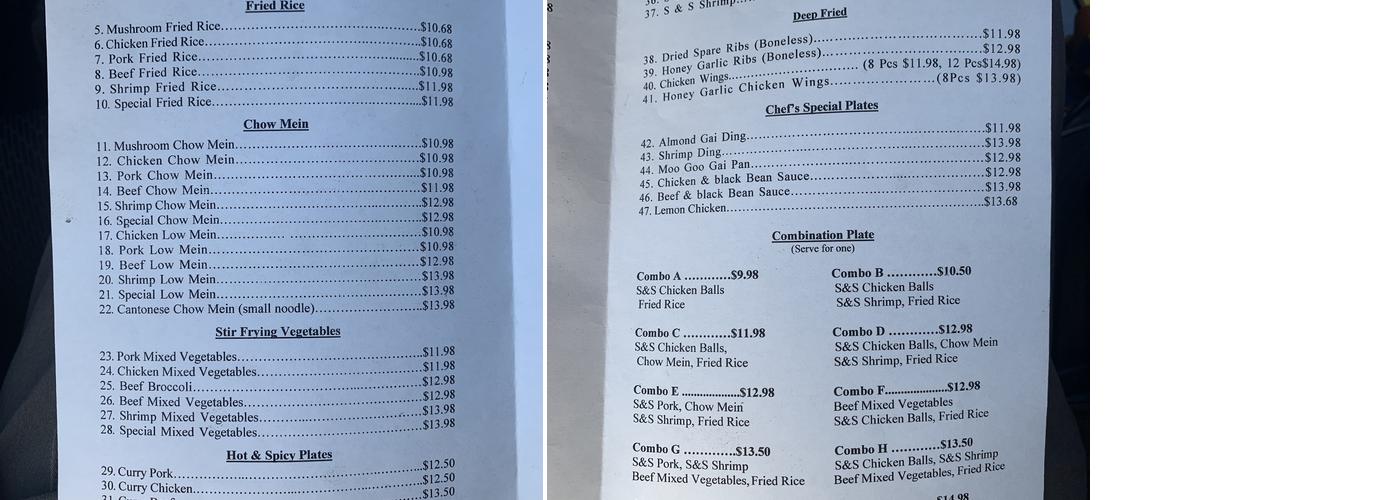 Fried Rice
5. Mushroom Fried Rice......$10.68
6. Chicken Fried Rice......$10.68
7. Pork Fried Rice......$10.68
8. Beef Fried Rice......$10.98
9. Shrimp Fried Rice......$11.98
10. Special Fried Rice......$11.98
Chow Mein
11. Mushroom Chow Mein......$10.98
12. Chicken Chow Mein......$10.98
13. Pork Chow Mein......$10.98
14. Beef Chow Mein......$11.98
15. Shrimp Chow Mein......$12.98
16. Special Chow Mein......$12.98
17. Chicken Low Mein......$10.98
18. Pork Low Mein......$10.98
19. Beef Low Mein......$12.98
20. Shrimp Low Mein......$13.98
21. Special Low Mein......$13.98
22. Cantonese Chow Mein (small noodle)......$13.98
Stir Frying Vegetables
23. Pork Mixed Vegetables......$11.98
24. Chicken Mixed Vegetables......$11.98
25. Beef Broccoli......$12.98
26. Beef Mixed Vegetables......$12.98
27. Shrimp Mixed Vegetables......$13.98
28. Special Mixed Vegetables......$13.98
Hot & Spicy Plates
29. Curry Pork......$12.50
30. Curry Chicken......$12.50
$13.50
37. S & S Shrimp
Deep Fried
38. Dried Spare Ribs (Boneless)......$11.98
39. Honey Garlic Ribs (Boneless)......$12.98
40. Chicken Wings...... (8 Pcs $11.98, 12 Pcs$14.98)
41. Honey Garlic Chicken Wings......(8Pcs $13.98)
Chef's Special Plates
42. Almond Gai Ding......$11.98
43. Shrimp Ding......$13.98
44. Moo Goo Gai Pan......$12.98
45. Chicken & black Bean Sauce......$12.98
46. Beef & black Bean Sauce......$13.98
47. Lemon Chicken......$13.68
Combination Plate
(Serve for one)
Combo A ............$9.98
S&S Chicken Balls
Fried Rice
Combo B ............$10.50
S&S Chicken Balls
S&S Shrimp, Fried Rice
Combo C ............$11.98
S&S Chicken Balls,
Chow Mein, Fried Rice
Combo D ............$12.98
S&S Chicken Balls, Chow Mein
S&S Shrimp, Fried Rice
Combo E ....................$12.98
S&S Pork, Chow Mein
S&S Shrimp, Fried Rice
Combo F.....................$12.98
Beef Mixed Vegetables
S&S Chicken Balls, Fried Rice
Combo G ............$13.50
S&S Pork, S&S Shrimp
Beef Mixed Vegetables, Fried Rice
Combo H ............$13.50
S&S Chicken Balls, S&S Shrimp
Beef Mixed Vegetables, Fried Rice
$14.98